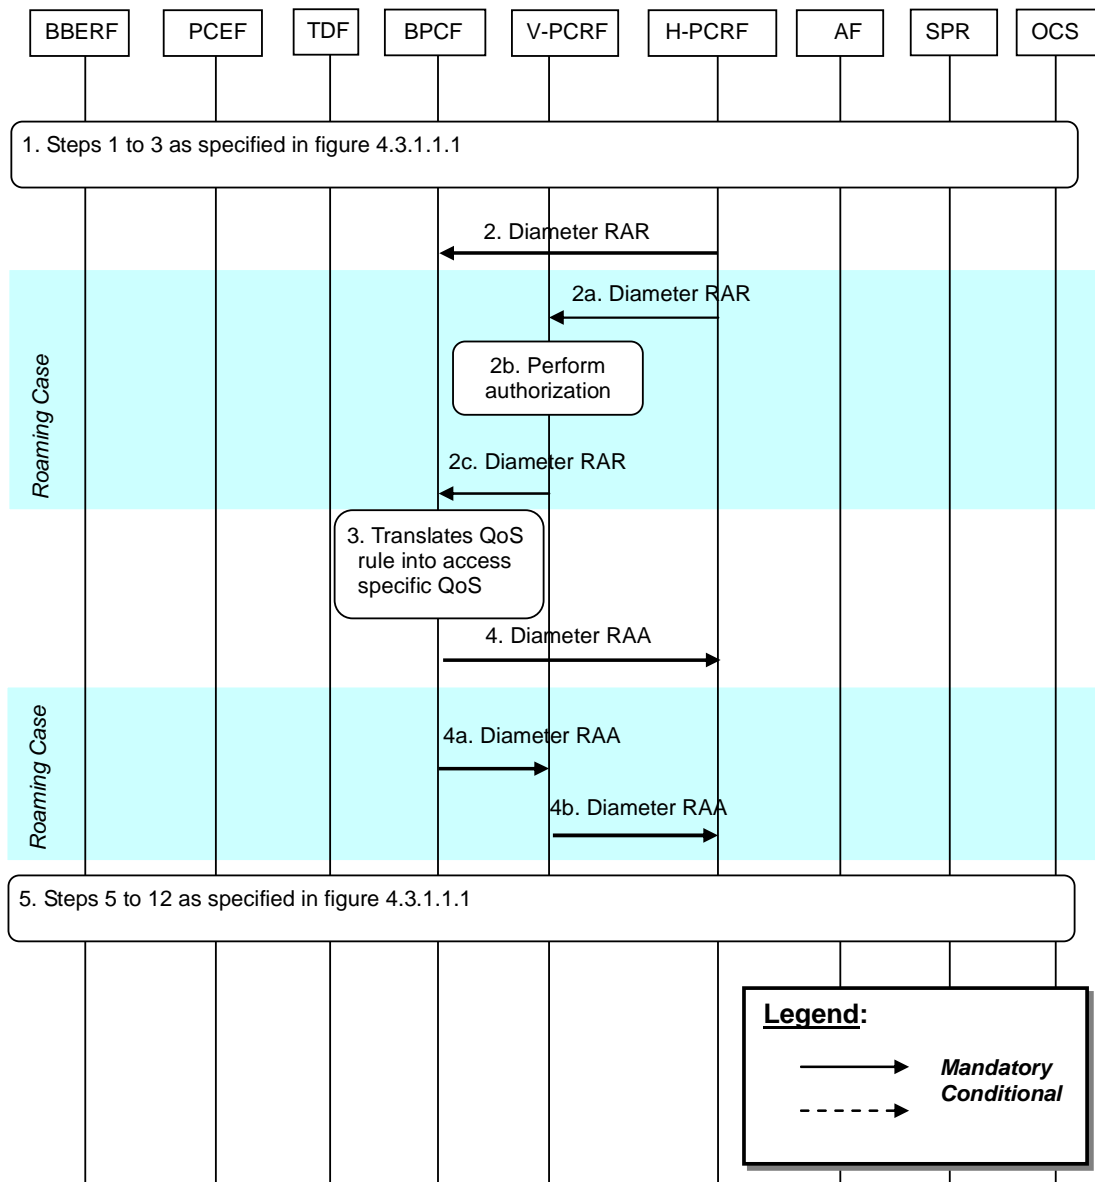 BBERF
PCEF
TDF
BPCF
V-PCRF
H-PCRF
AF
SPR
OCS
1. Steps 1 to 3 as specified in figure 4.3.1.1.1
2. Diameter RAR
Roaming Case
2a. Diameter RAR
2b. Perform
authorization
2c. Diameter RAR
3. Translates QoS
rule into access
specific QoS
4. Diameter RAA
Roaming Case
4a. Diameter RAA
4b. Diameter RAA
5. Steps 5 to 12 as specified in figure 4.3.1.1.1
Legend:
Mandatory
Conditional